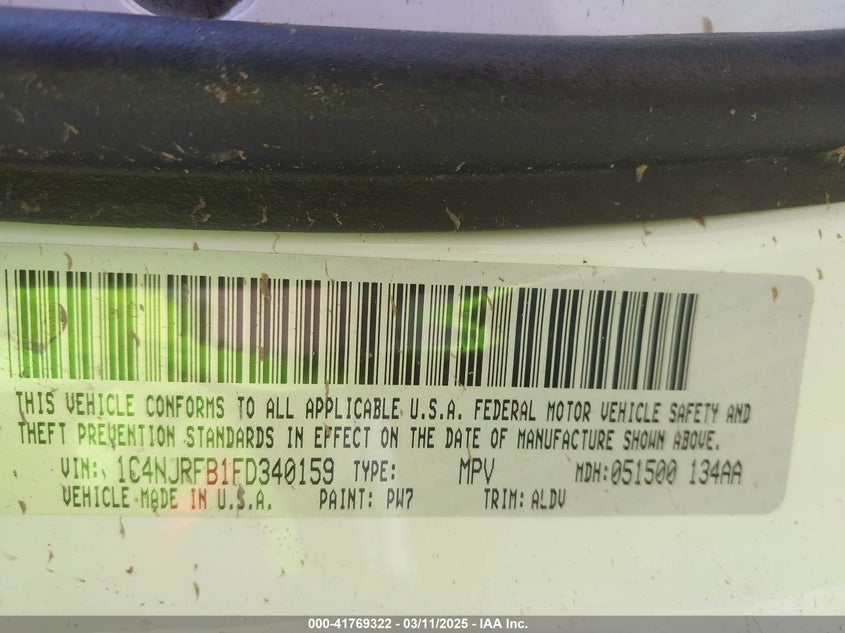 THIS VEHICLE CONFORMS TO ALL APPLICABLE U.S.A. FEDERAL MOTOR VEHICLE SAFETY AND
THEFT PREVENTION STANDARDS IN EFFECT ON THE DATE OF MANUFACTURE SHOWN ABOVE.
VIN: 1C4NJRFB1FD340159 TYPE: MPV MDH:051500 134AA
VEHICLE MADE IN U.S.A. PAINT: PW7 TRIM: ALDV
000-41769322 - 03/11/2025 - IAA Inc.